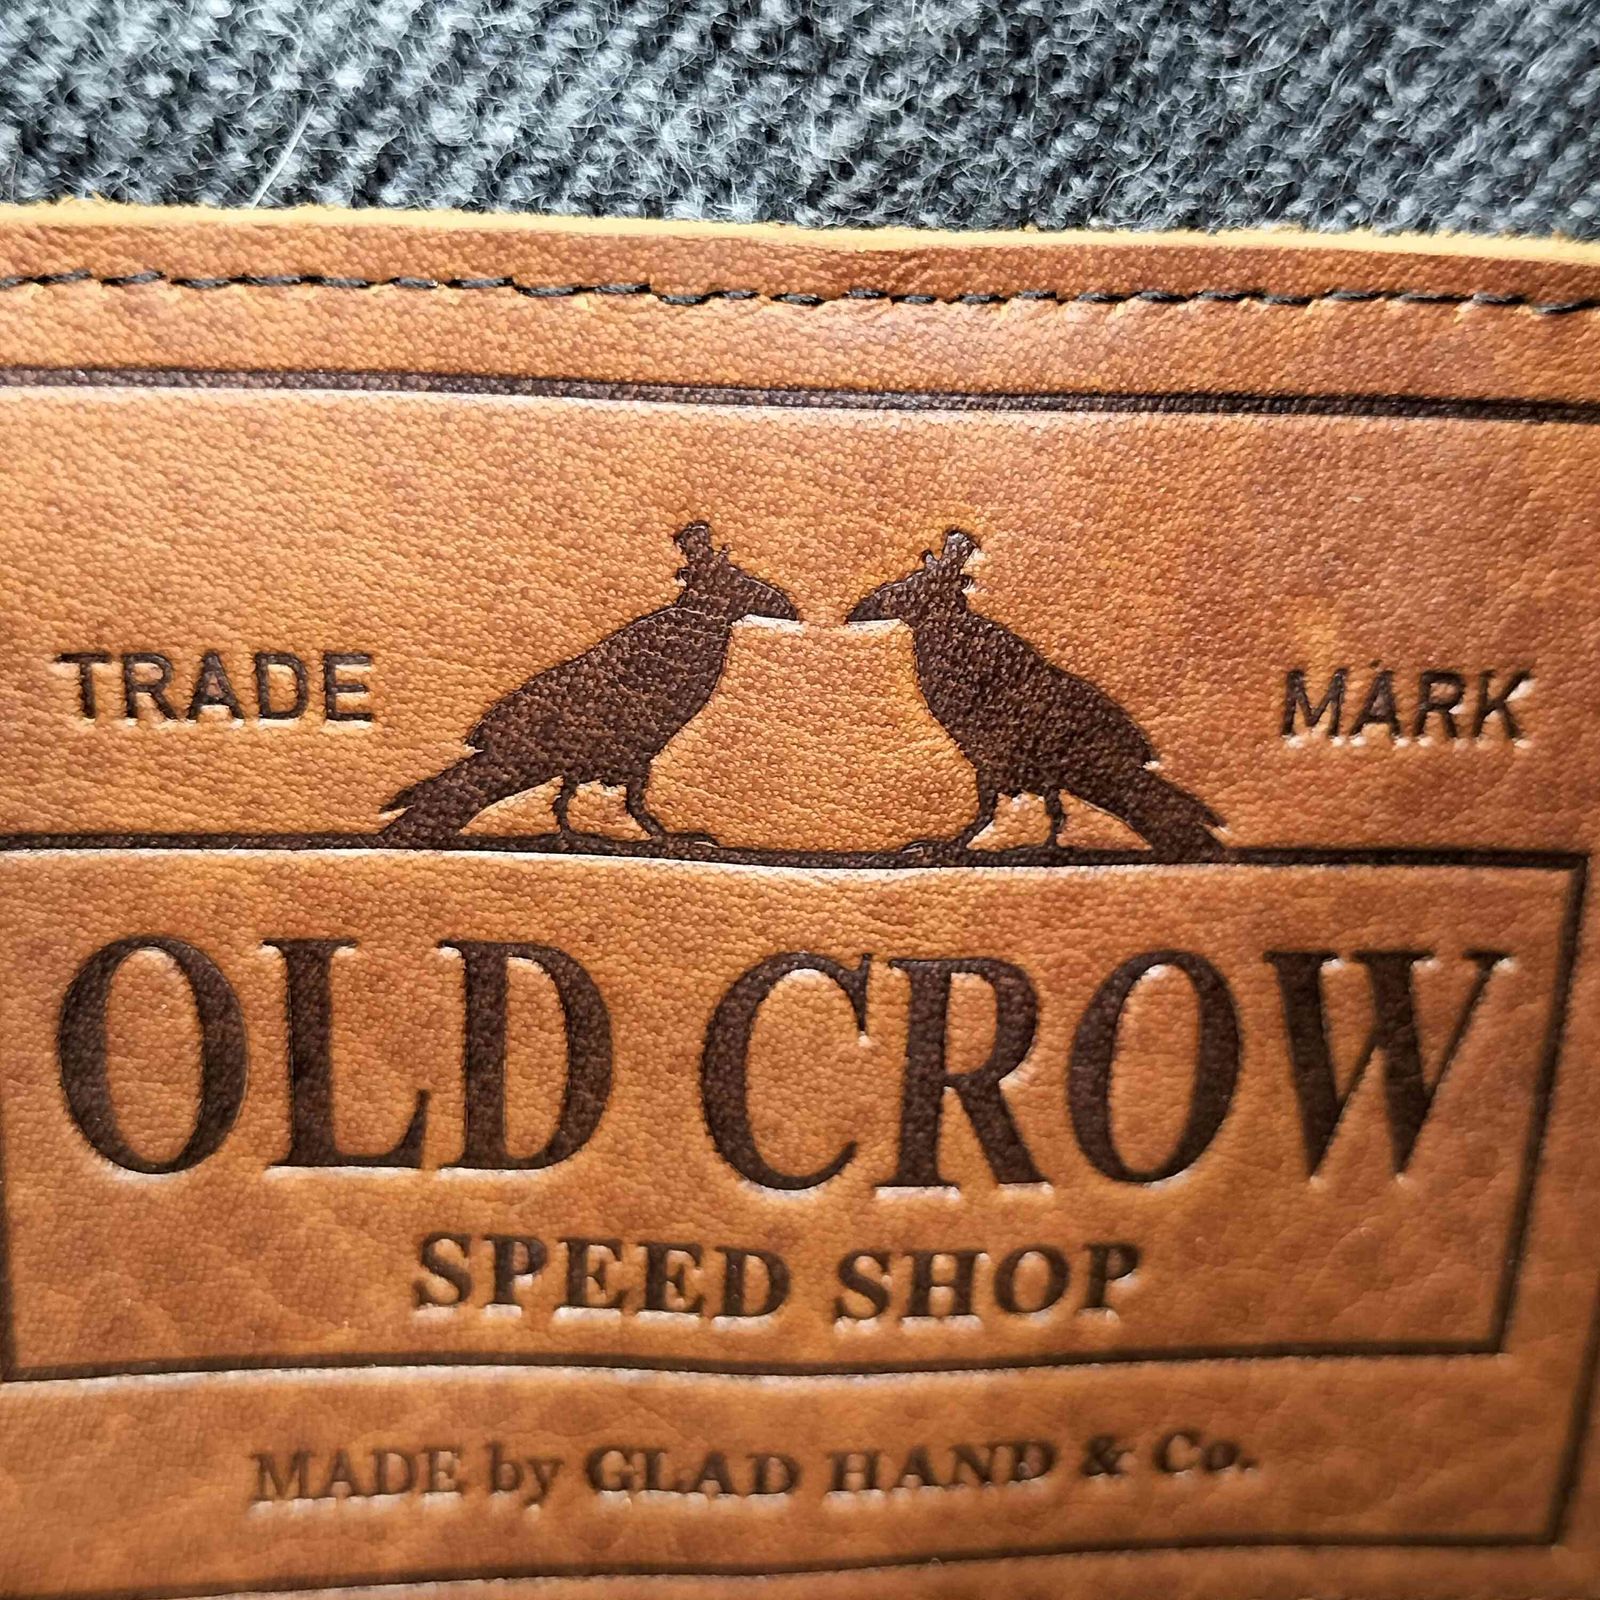 TRADE MARK
OLD CROW
SPEED SHOP
MADE by GLAD HAND & Co.